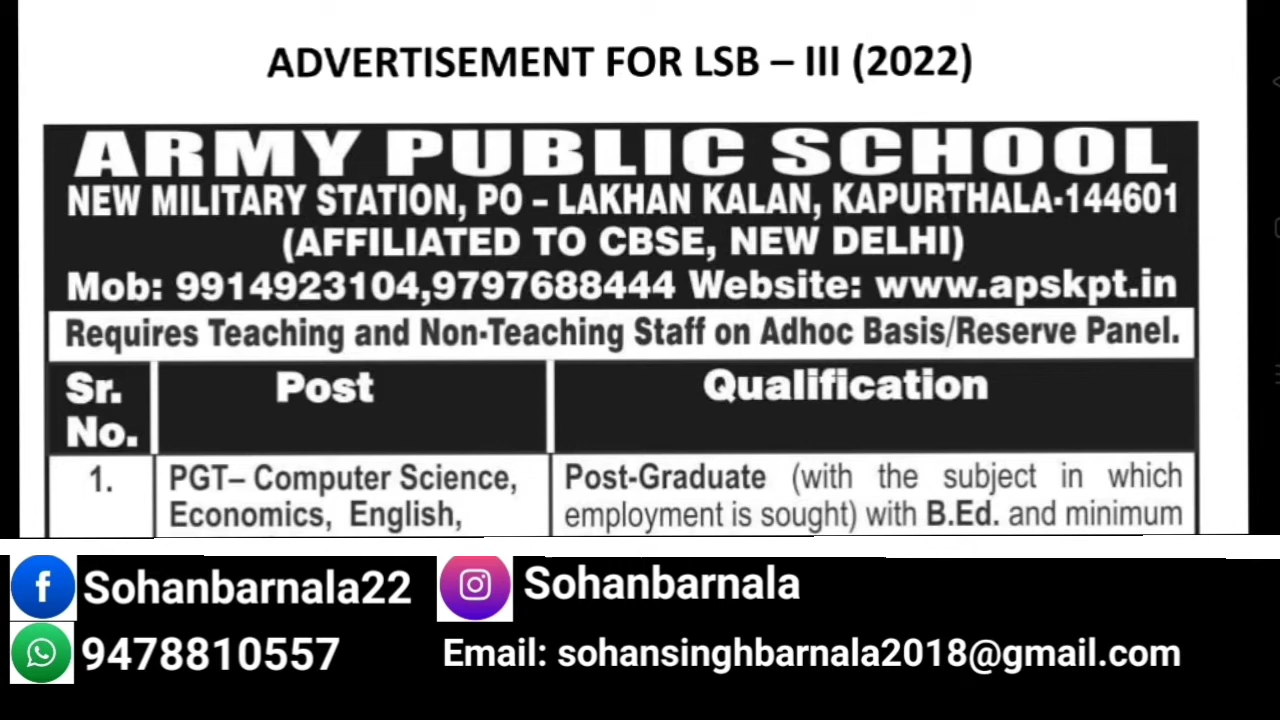 ADVERTISEMENT FOR LSB – III (2022)
ARMY PUBLIC SCHOOL
NEW MILITARY STATION, PO – LAKHAN KALAN, KAPURTHALA-144601
(AFFILIATED TO CBSE, NEW DELHI)
Mob: 9914923104,9797688444 Website: www.apskpt.in
Requires Teaching and Non-Teaching Staff on Adhoc Basis/Reserve Panel.
Sr. No. Post Qualification
1. PGT– Computer Science, Post-Graduate (with the subject in which
Economics, English, employment is sought) with B.Ed. and minimum
Sohanbarnala22 Sohanbarnala
9478810557 Email: sohansinghbarnala2018@gmail.com